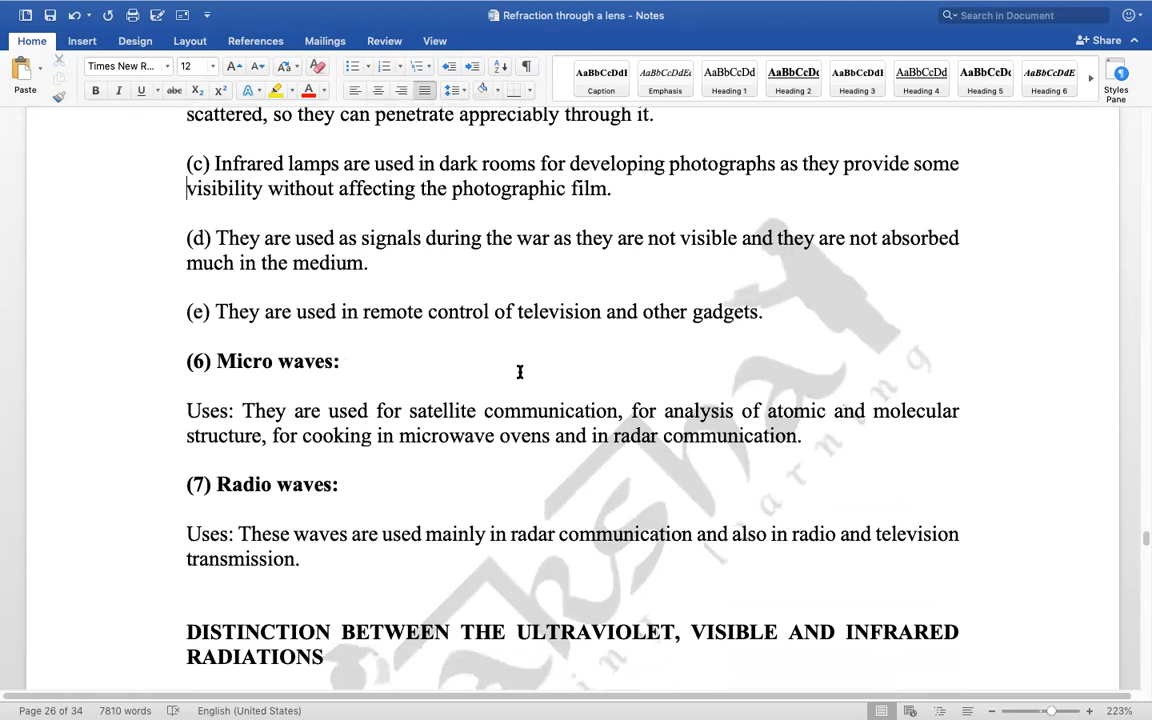 Refraction through a lens - Notes
Search in Document
Home Insert Design Layout References Mailings Review View
Share
Paste
Times New R... 12
AaBbCcDdI AaBbCcDdEe AaBbCcDd AaBbCcDc AaBbCcDdI AaBbCcDd AaBbCcDc AaBbCcDdE
Caption Emphasis Heading 1 Heading 2 Heading 3 Heading 4 Heading 5 Heading 6
Styles Pane
scattered, so they can penetrate appreciably through it.
(c) Infrared lamps are used in dark rooms for developing photographs as they provide some
visibility without affecting the photographic film.
(d) They are used as signals during the war as they are not visible and they are not absorbed
much in the medium.
(e) They are used in remote control of television and other gadgets.
(6) Micro waves:
Uses: They are used for satellite communication, for analysis of atomic and molecular
structure, for cooking in microwave ovens and in radar communication.
(7) Radio waves:
Uses: These waves are used mainly in radar communication and also in radio and television
transmission.
DISTINCTION BETWEEN THE ULTRAVIOLET, VISIBLE AND INFRARED
RADIATIONS
Page 26 of 34 7810 words English (United States) 223%